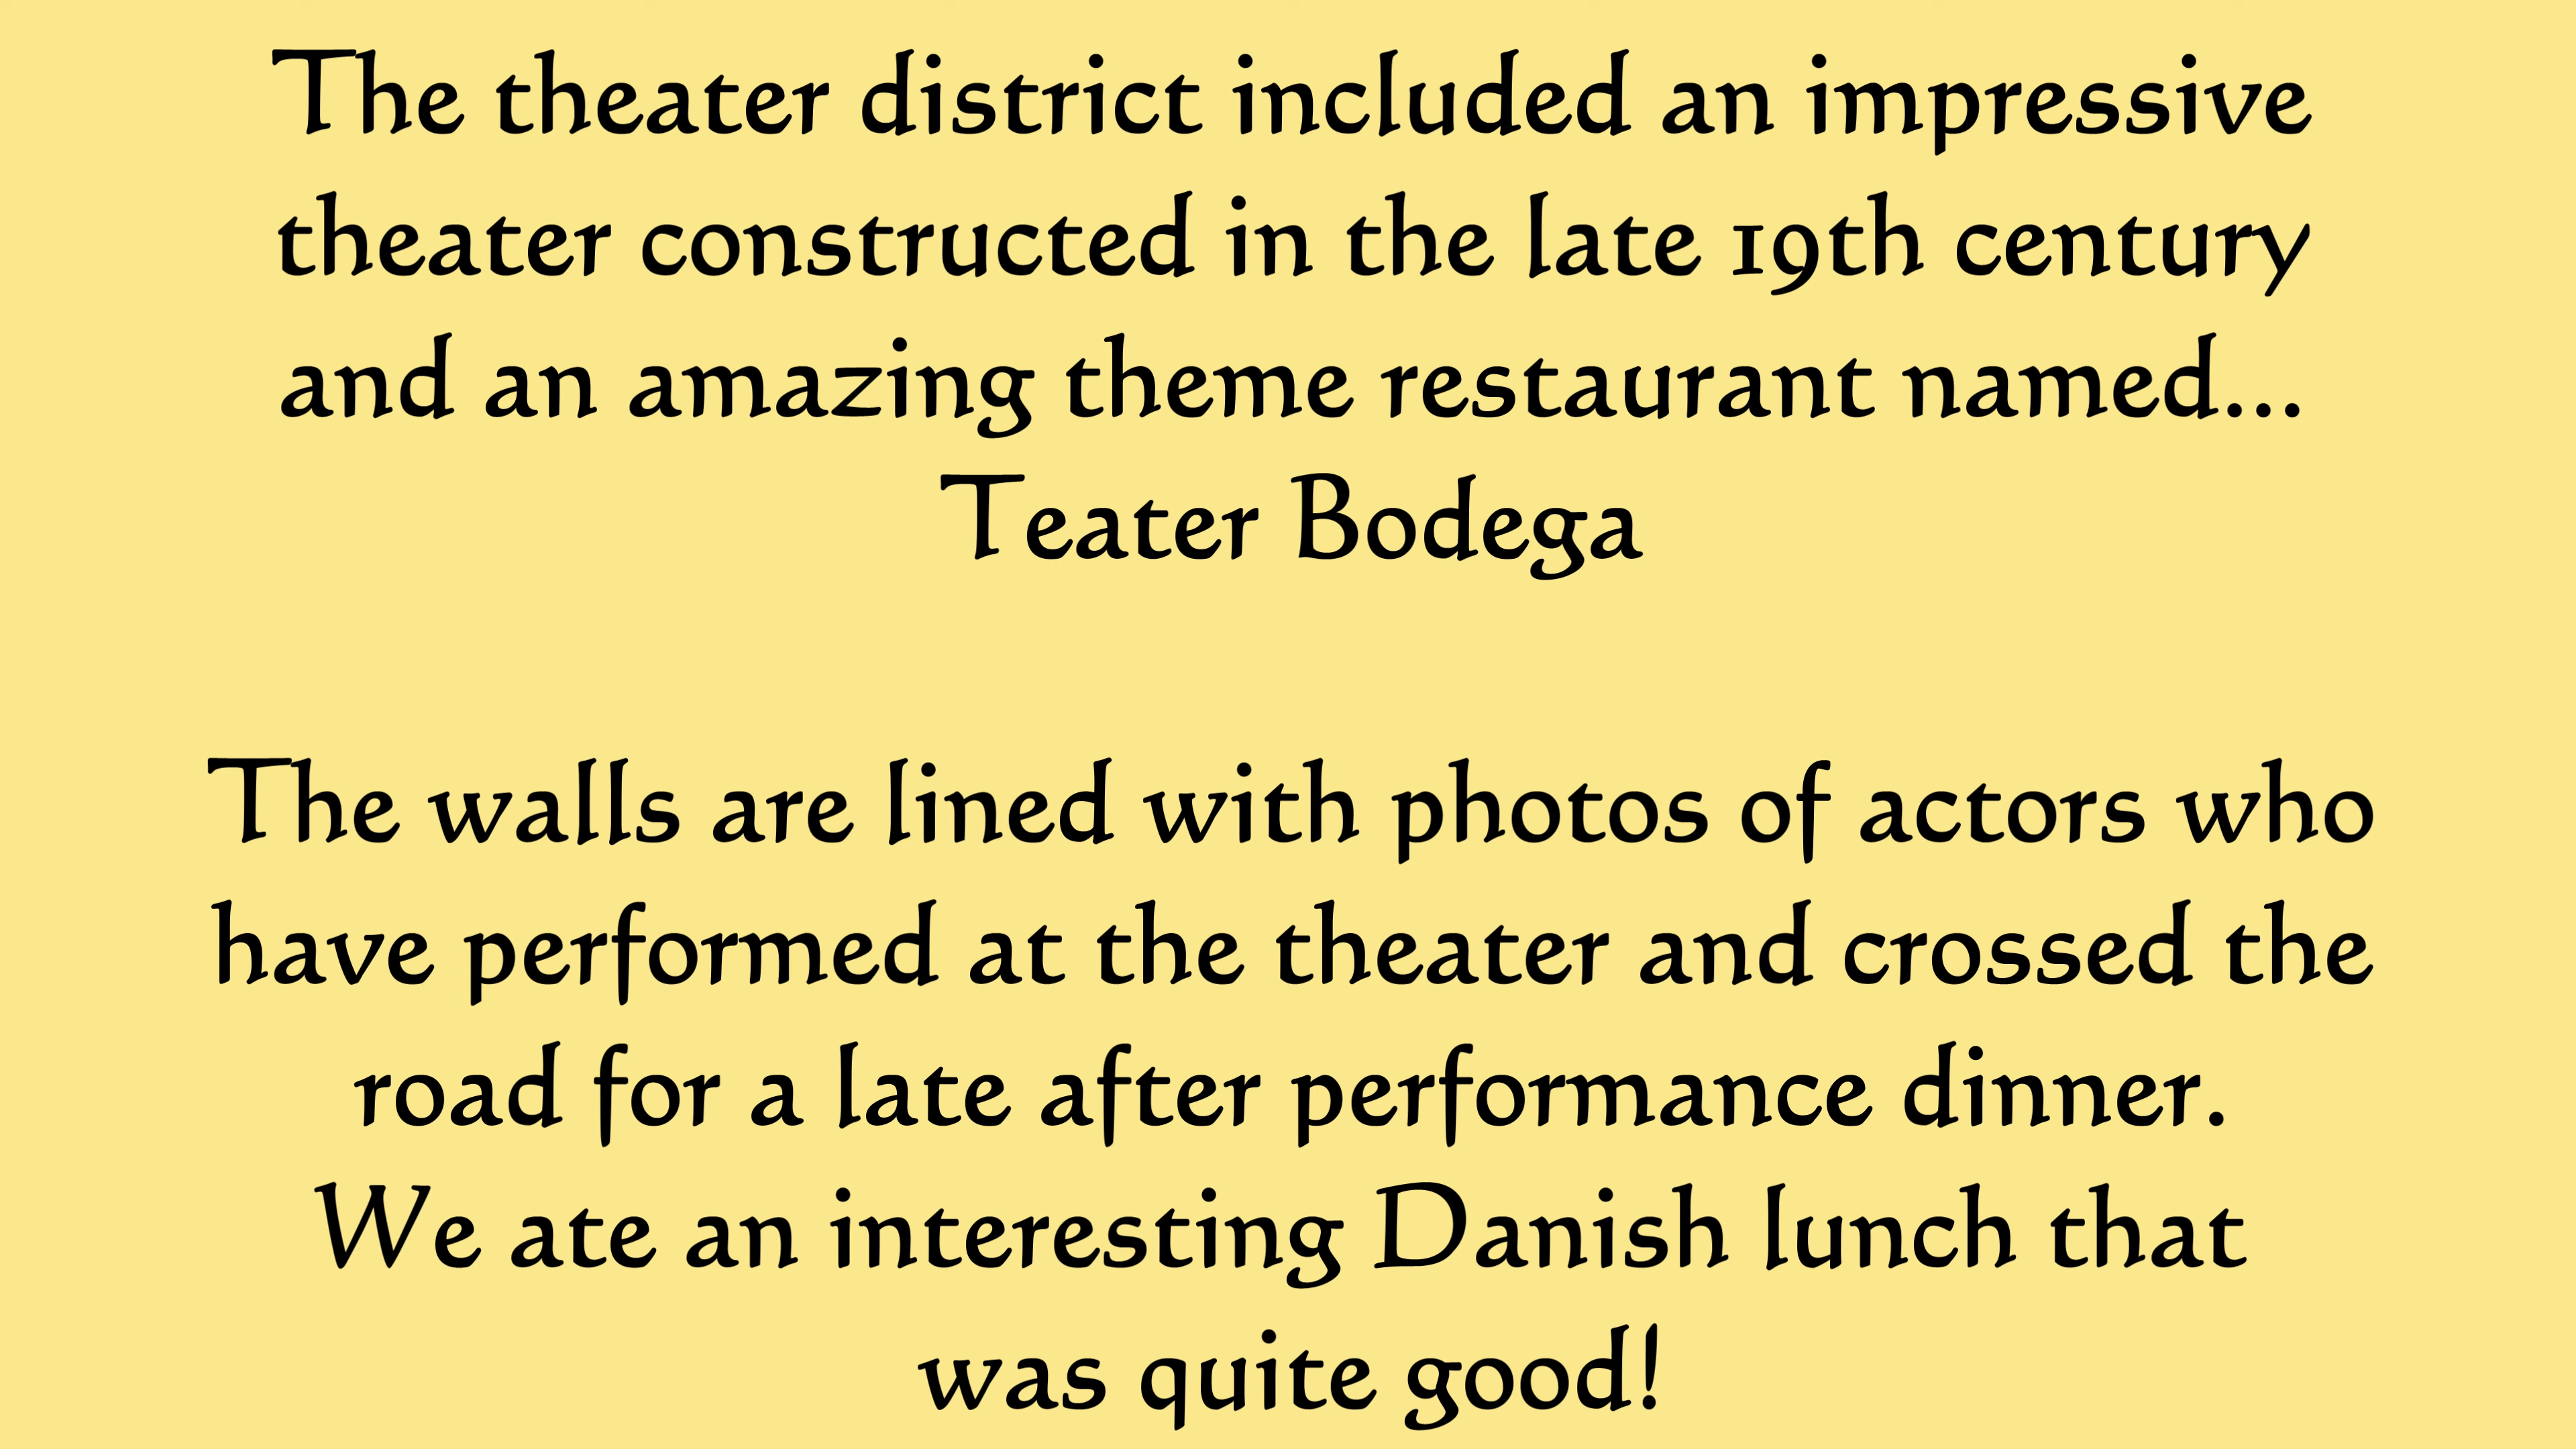 The theater district included an impressive
theater constructed in the late 19th century
and an amazing theme restaurant named...
Teater Bodega
The walls are lined with photos of actors who
have performed at the theater and crossed the
road for a late after performance dinner.
We ate an interesting Danish lunch that
was quite good!